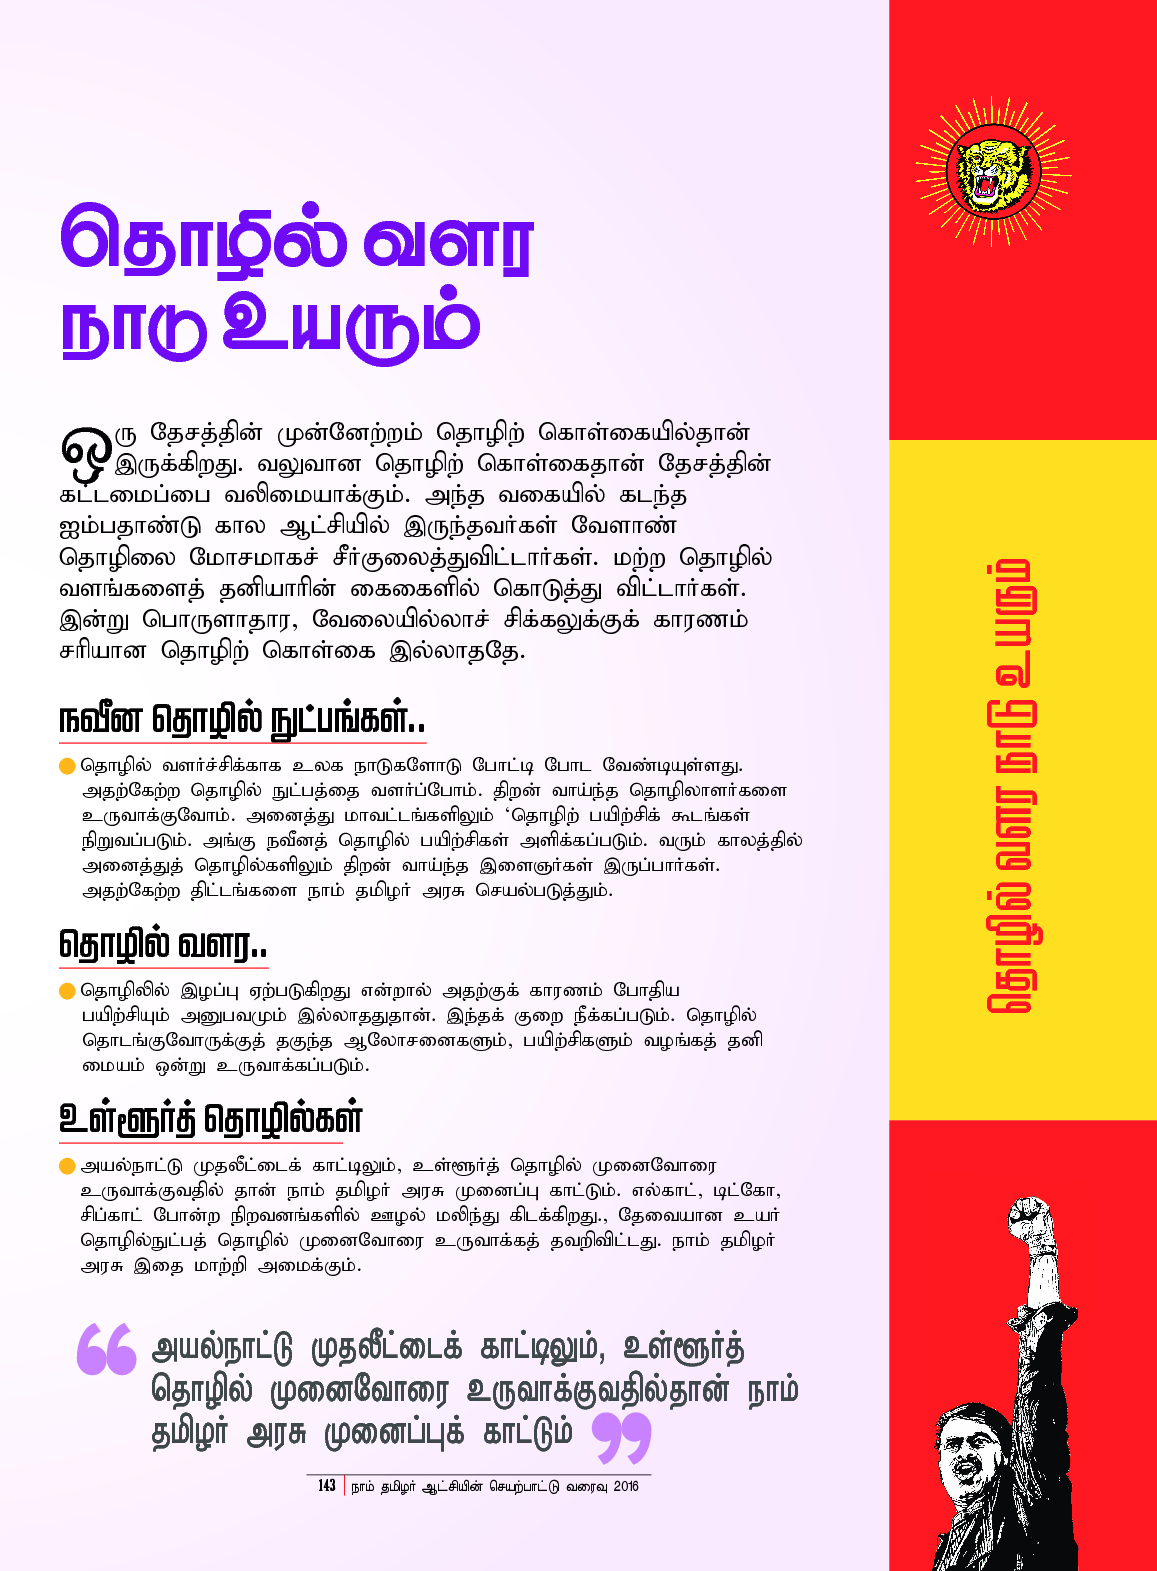 தொழில் வளர
நாடு உயரும்
ஒரு தேசத்தின் முன்னேற்றம் தொழிற் கொள்கையில்தான்
இருக்கிறது. வலுவான தொழிற் கொள்கைதான் தேசத்தின்
கட்டமைப்பை வலிமையாக்கும். அந்த வகையில் கடந்த
ஐம்பதாண்டு கால ஆட்சியில் இருந்தவர்கள் வேளாண்
தொழிலை மோசமாகச் சீர்குலைத்துவிட்டார்கள். மற்ற தொழில்
வளங்களைத் தனியாரின் கைகளில் கொடுத்து விட்டார்கள்.
இன்று பொருளாதார, வேலையில்லாச் சிக்கலுக்குக் காரணம்
சரியான தொழிற் கொள்கை இல்லாததே.
நவீன தொழில் நுட்பங்கள்..
தொழில் வளர்ச்சிக்காக உலக நாடுகளோடு போட்டி போட வேண்டியுள்ளது.
அதற்கேற்ற தொழில் நுட்பத்தை வளர்ப்போம். திறன் வாய்ந்த தொழிலாளர்களை
உருவாக்குவோம். அனைத்து மாவட்டங்களிலும் ‘தொழிற் பயிற்சிக் கூடங்கள்
நிறுவப்படும். அங்கு நவீனத் தொழில் பயிற்சிகள் அளிக்கப்படும். வரும் காலத்தில்
அனைத்துத் தொழில்களிலும் திறன் வாய்ந்த இளைஞர்கள் இருப்பார்கள்.
அதற்கேற்ற திட்டங்களை நாம் தமிழர் அரசு செயல்படுத்தும்.
தொழில் வளர..
தொழிலில் இழப்பு ஏற்படுகிறது என்றால் அதற்குக் காரணம் போதிய
பயிற்சியும் அனுபவமும் இல்லாததுதான். இந்தக் குறை நீக்கப்படும். தொழில்
தொடங்குவோருக்குத் தகுந்த ஆலோசனைகளும், பயிற்சிகளும் வழங்கத் தனி
மையம் ஒன்று உருவாக்கப்படும்.
உள்ளூர்த் தொழில்கள்
அயல்நாட்டு முதலீட்டைக் காட்டிலும், உள்ளூர்த் தொழில் முனைவோரை
உருவாக்குவதில் தான் நாம் தமிழர் அரசு முனைப்பு காட்டும். எல்காட், டிட்கோ,
சிப்காட் போன்ற நிறவனங்களில் ஊழல் மலிந்து கிடக்கிறது., தேவையான உயர்
தொழில்நுட்பத் தொழில் முனைவோரை உருவாக்கத் தவறிவிட்டது. நாம் தமிழர்
அரசு இதை மாற்றி அமைக்கும்.
“அயல்நாட்டு முதலீட்டைக் காட்டிலும், உள்ளூர்த்
தொழில் முனைவோரை உருவாக்குவதில்தான் நாம்
தமிழர் அரசு முனைப்புக் காட்டும்”
143 | நாம் தமிழர் ஆட்சியின் செயற்பாட்டு வரைவு 2016
தொழில் வளர நாடு உயரும்